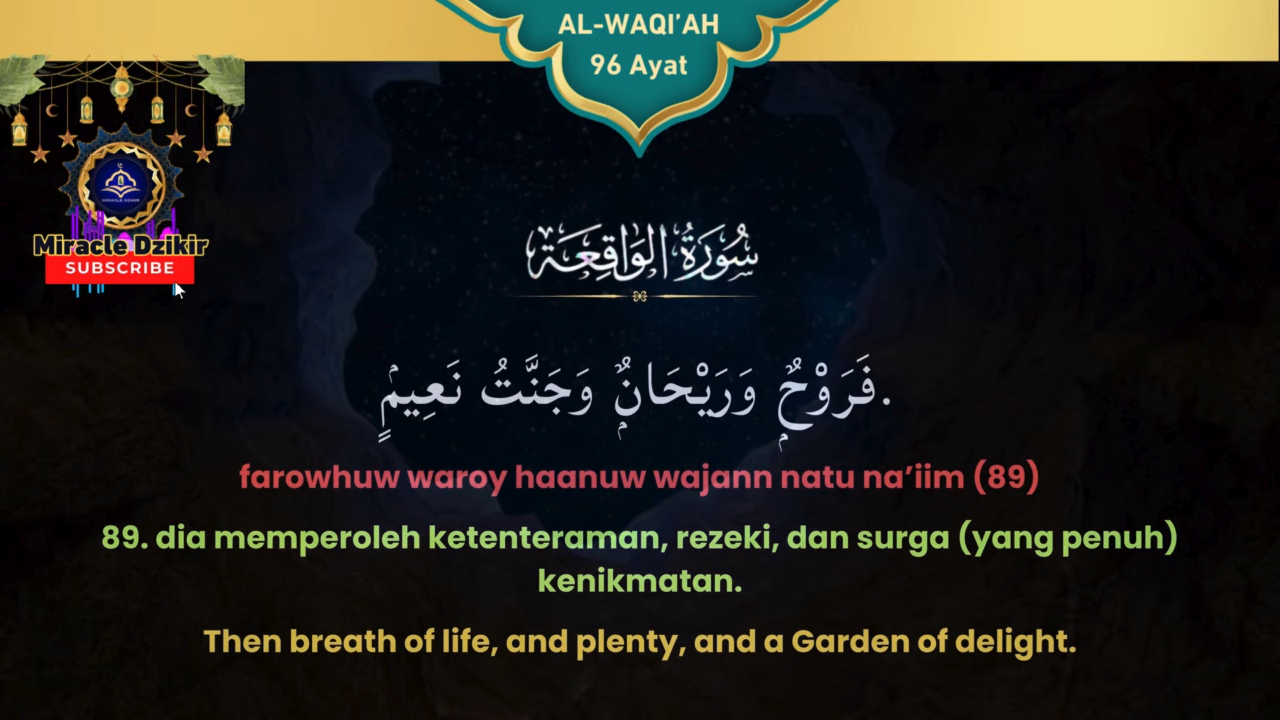 AL-WAQI’AH
96 Ayat
Miracle Dzikir
SUBSCRIBE
سُورَةُ الوَاقِعَة
فَرَوْحٌۭ وَرَيْحَانٌۭ وَجَنَّتُ نَعِيمٍۢ.
farowhuw waroy haanuw wajann natu na’iim (89)
89. dia memperoleh ketenteraman, rezeki, dan surga (yang penuh)
kenikmatan.
Then breath of life, and plenty, and a Garden of delight.